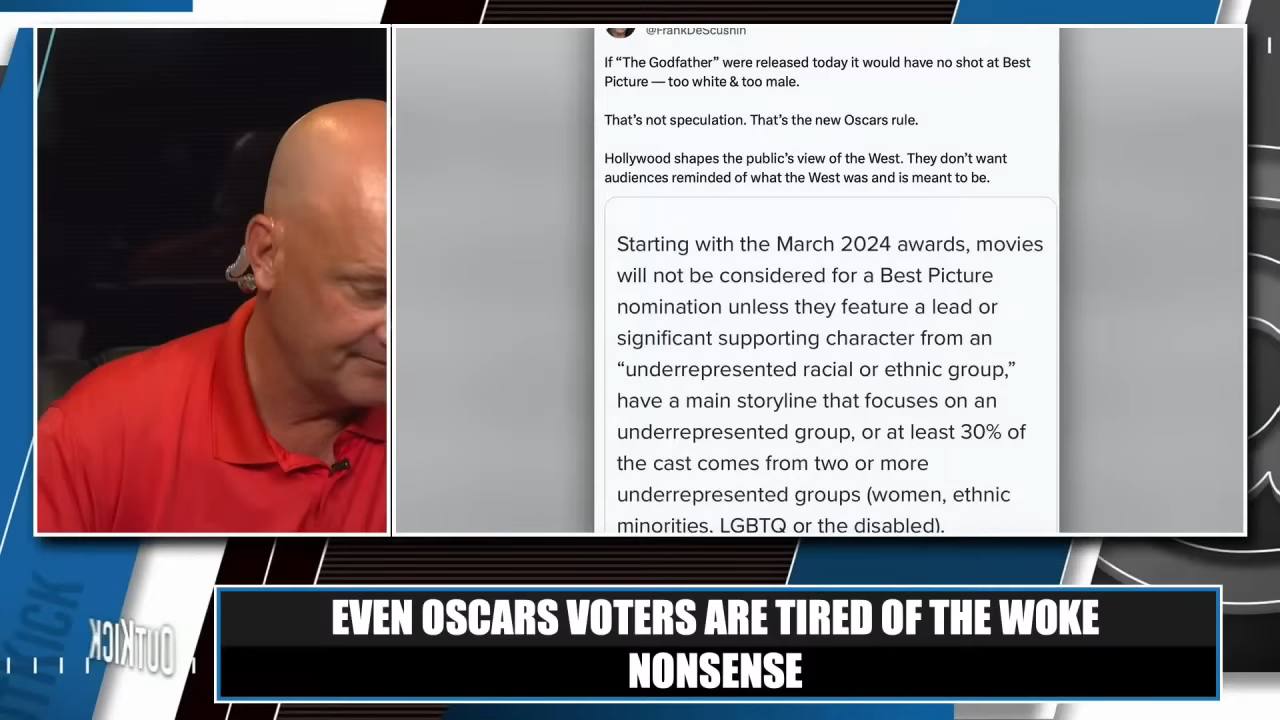 @FrankDeScushin
If “The Godfather” were released today it would have no shot at Best
Picture — too white & too male.
That’s not speculation. That’s the new Oscars rule.
Hollywood shapes the public’s view of the West. They don’t want
audiences reminded of what the West was and is meant to be.
Starting with the March 2024 awards, movies
will not be considered for a Best Picture
nomination unless they feature a lead or
significant supporting character from an
“underrepresented racial or ethnic group,”
have a main storyline that focuses on an
underrepresented group, or at least 30% of
the cast comes from two or more
underrepresented groups (women, ethnic
minorities, LGBTQ or the disabled).
OUTKICK
OUTKICK
EVEN OSCARS VOTERS ARE TIRED OF THE WOKE
NONSENSE